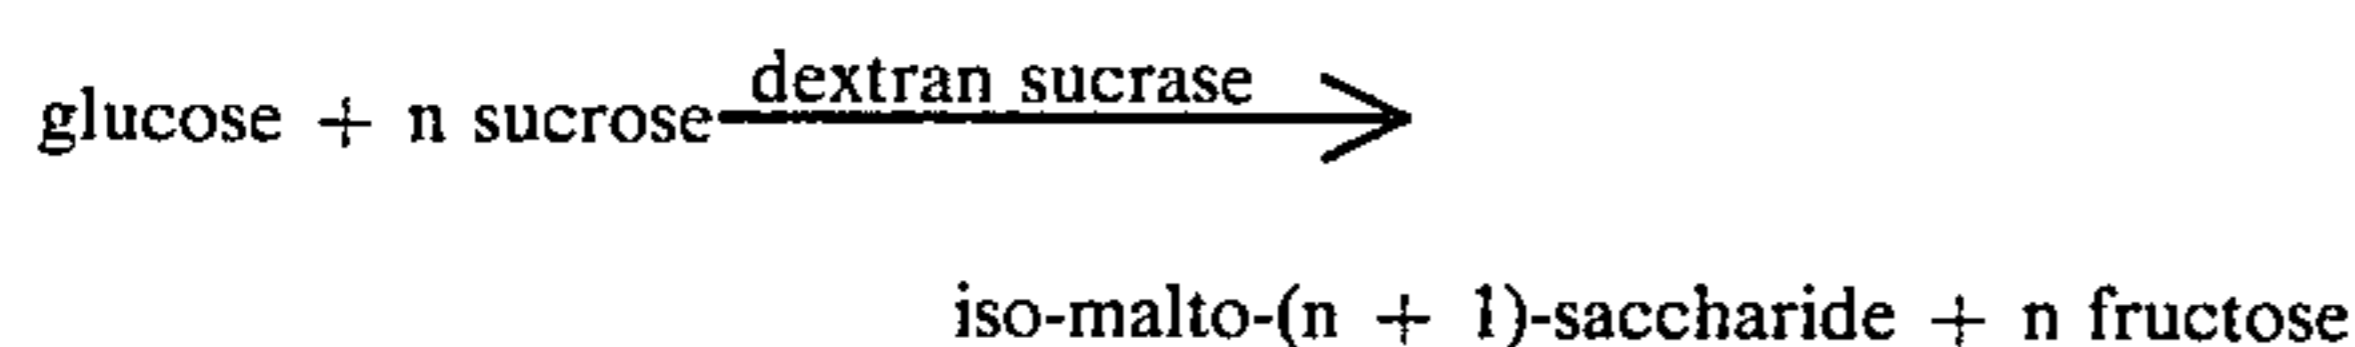 dextran sucrase
glucose + n sucrose
iso-malto-(n + 1)-saccharide + n fructose